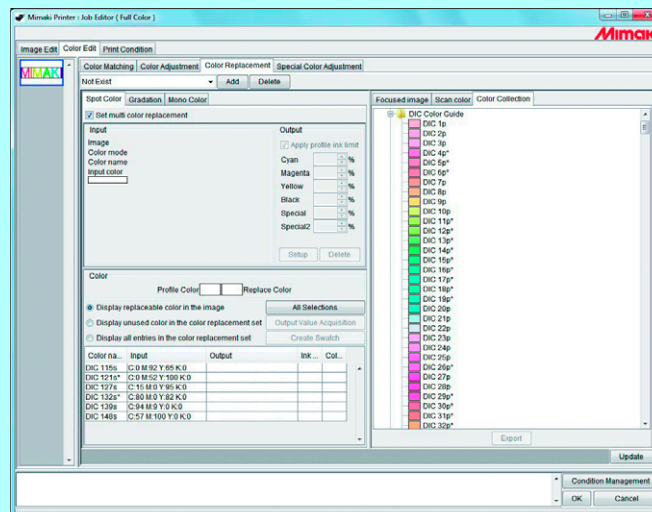 Mimaki Printer : Job Editor ( Full Color )
Mimaki
Image Edit Color Edit Print Condition
MIMAKI
Color Matching Color Adjustment Color Replacement Special Color Adjustment
Not Exist Add Delete
Spot Color Gradation Mono Color
Set multi color replacement
Input
Image
Color mode
Color name
Input color
Output
Apply profile ink limit
Cyan %
Magenta %
Yellow %
Black %
Special %
Special2 %
Setup Delete
Color
Profile Color Replace Color
Display replaceable color in the image All Selections
Display unused color in the color replacement set Output Value Acquisition
Display all entries in the color replacement set Create Swatch
Color na... Input Output Ink ... Col...
DIC 115s C:0 M:92 Y:65 K:0
DIC 121s* C:0 M:52 Y:100 K:0
DIC 127s C:15 M:0 Y:95 K:0
DIC 132s* C:80 M:0 Y:82 K:0
DIC 139s C:94 M:9 Y:0 K:0
DIC 148s C:57 M:100 Y:0 K:0
Focused image Scan color Color Collection
DIC Color Guide
DIC 1p
DIC 2p
DIC 3p
DIC 4p*
DIC 5p*
DIC 6p*
DIC 7p
DIC 8p
DIC 9p
DIC 10p
DIC 11p*
DIC 12p*
DIC 13p*
DIC 14p*
DIC 15p*
DIC 16p*
DIC 17p*
DIC 18p*
DIC 19p*
DIC 20p
DIC 21p
DIC 22p
DIC 23p
DIC 24p
DIC 25p
DIC 26p*
DIC 27p
DIC 28p
DIC 29p*
DIC 30p*
DIC 31p*
DIC 32p*
Export
Update
Condition Management
OK Cancel